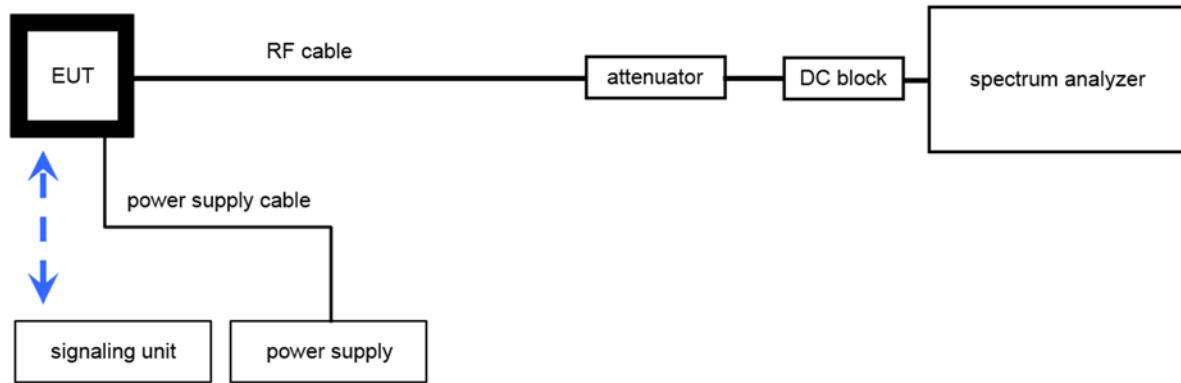 EUT
RF cable
attenuator
DC block
spectrum analyzer
power supply cable
signaling unit
power supply